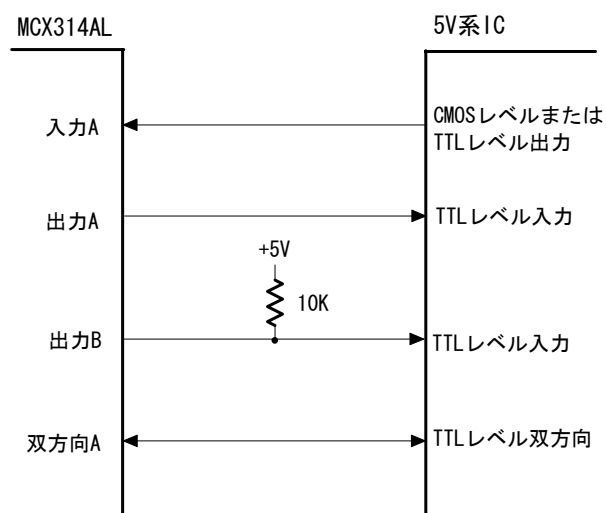 MCX314AL
5V系IC
入力A
CMOSレベルまたは
TTLレベル出力
出力A
TTLレベル入力
+5V
10K
出力B
TTLレベル入力
双方向A
TTLレベル双方向